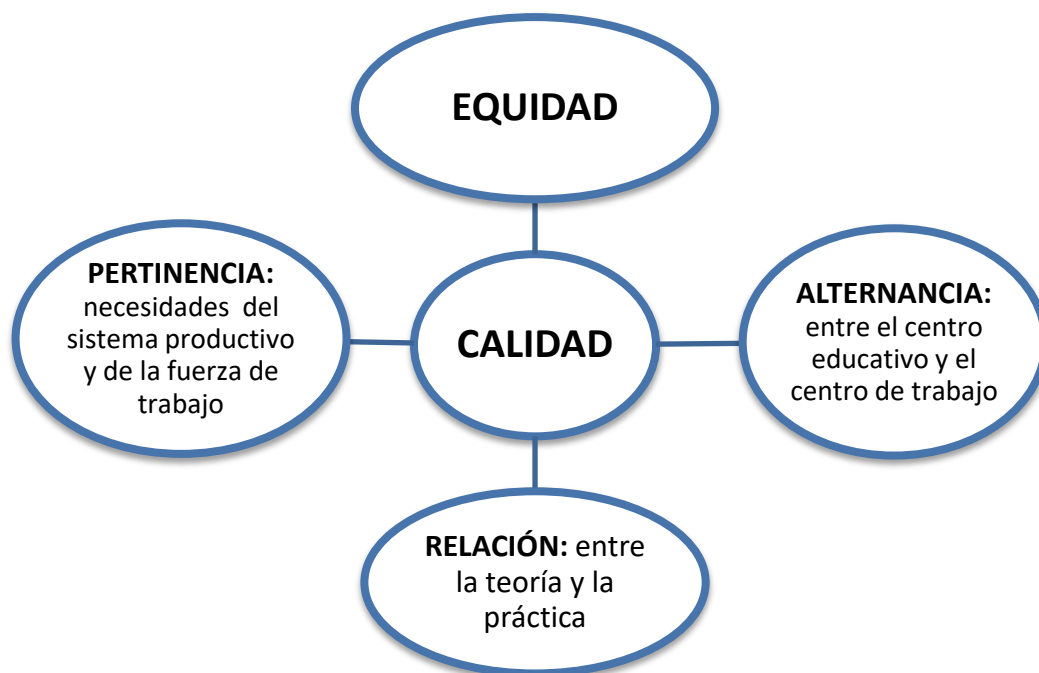 EQUIDAD
PERTINENCIA:
necesidades del
sistema productivo
y de la fuerza de
trabajo
CALIDAD
ALTERNANCIA:
entre el centro
educativo y el
centro de trabajo
RELACIÓN: entre
la teoría y la
práctica